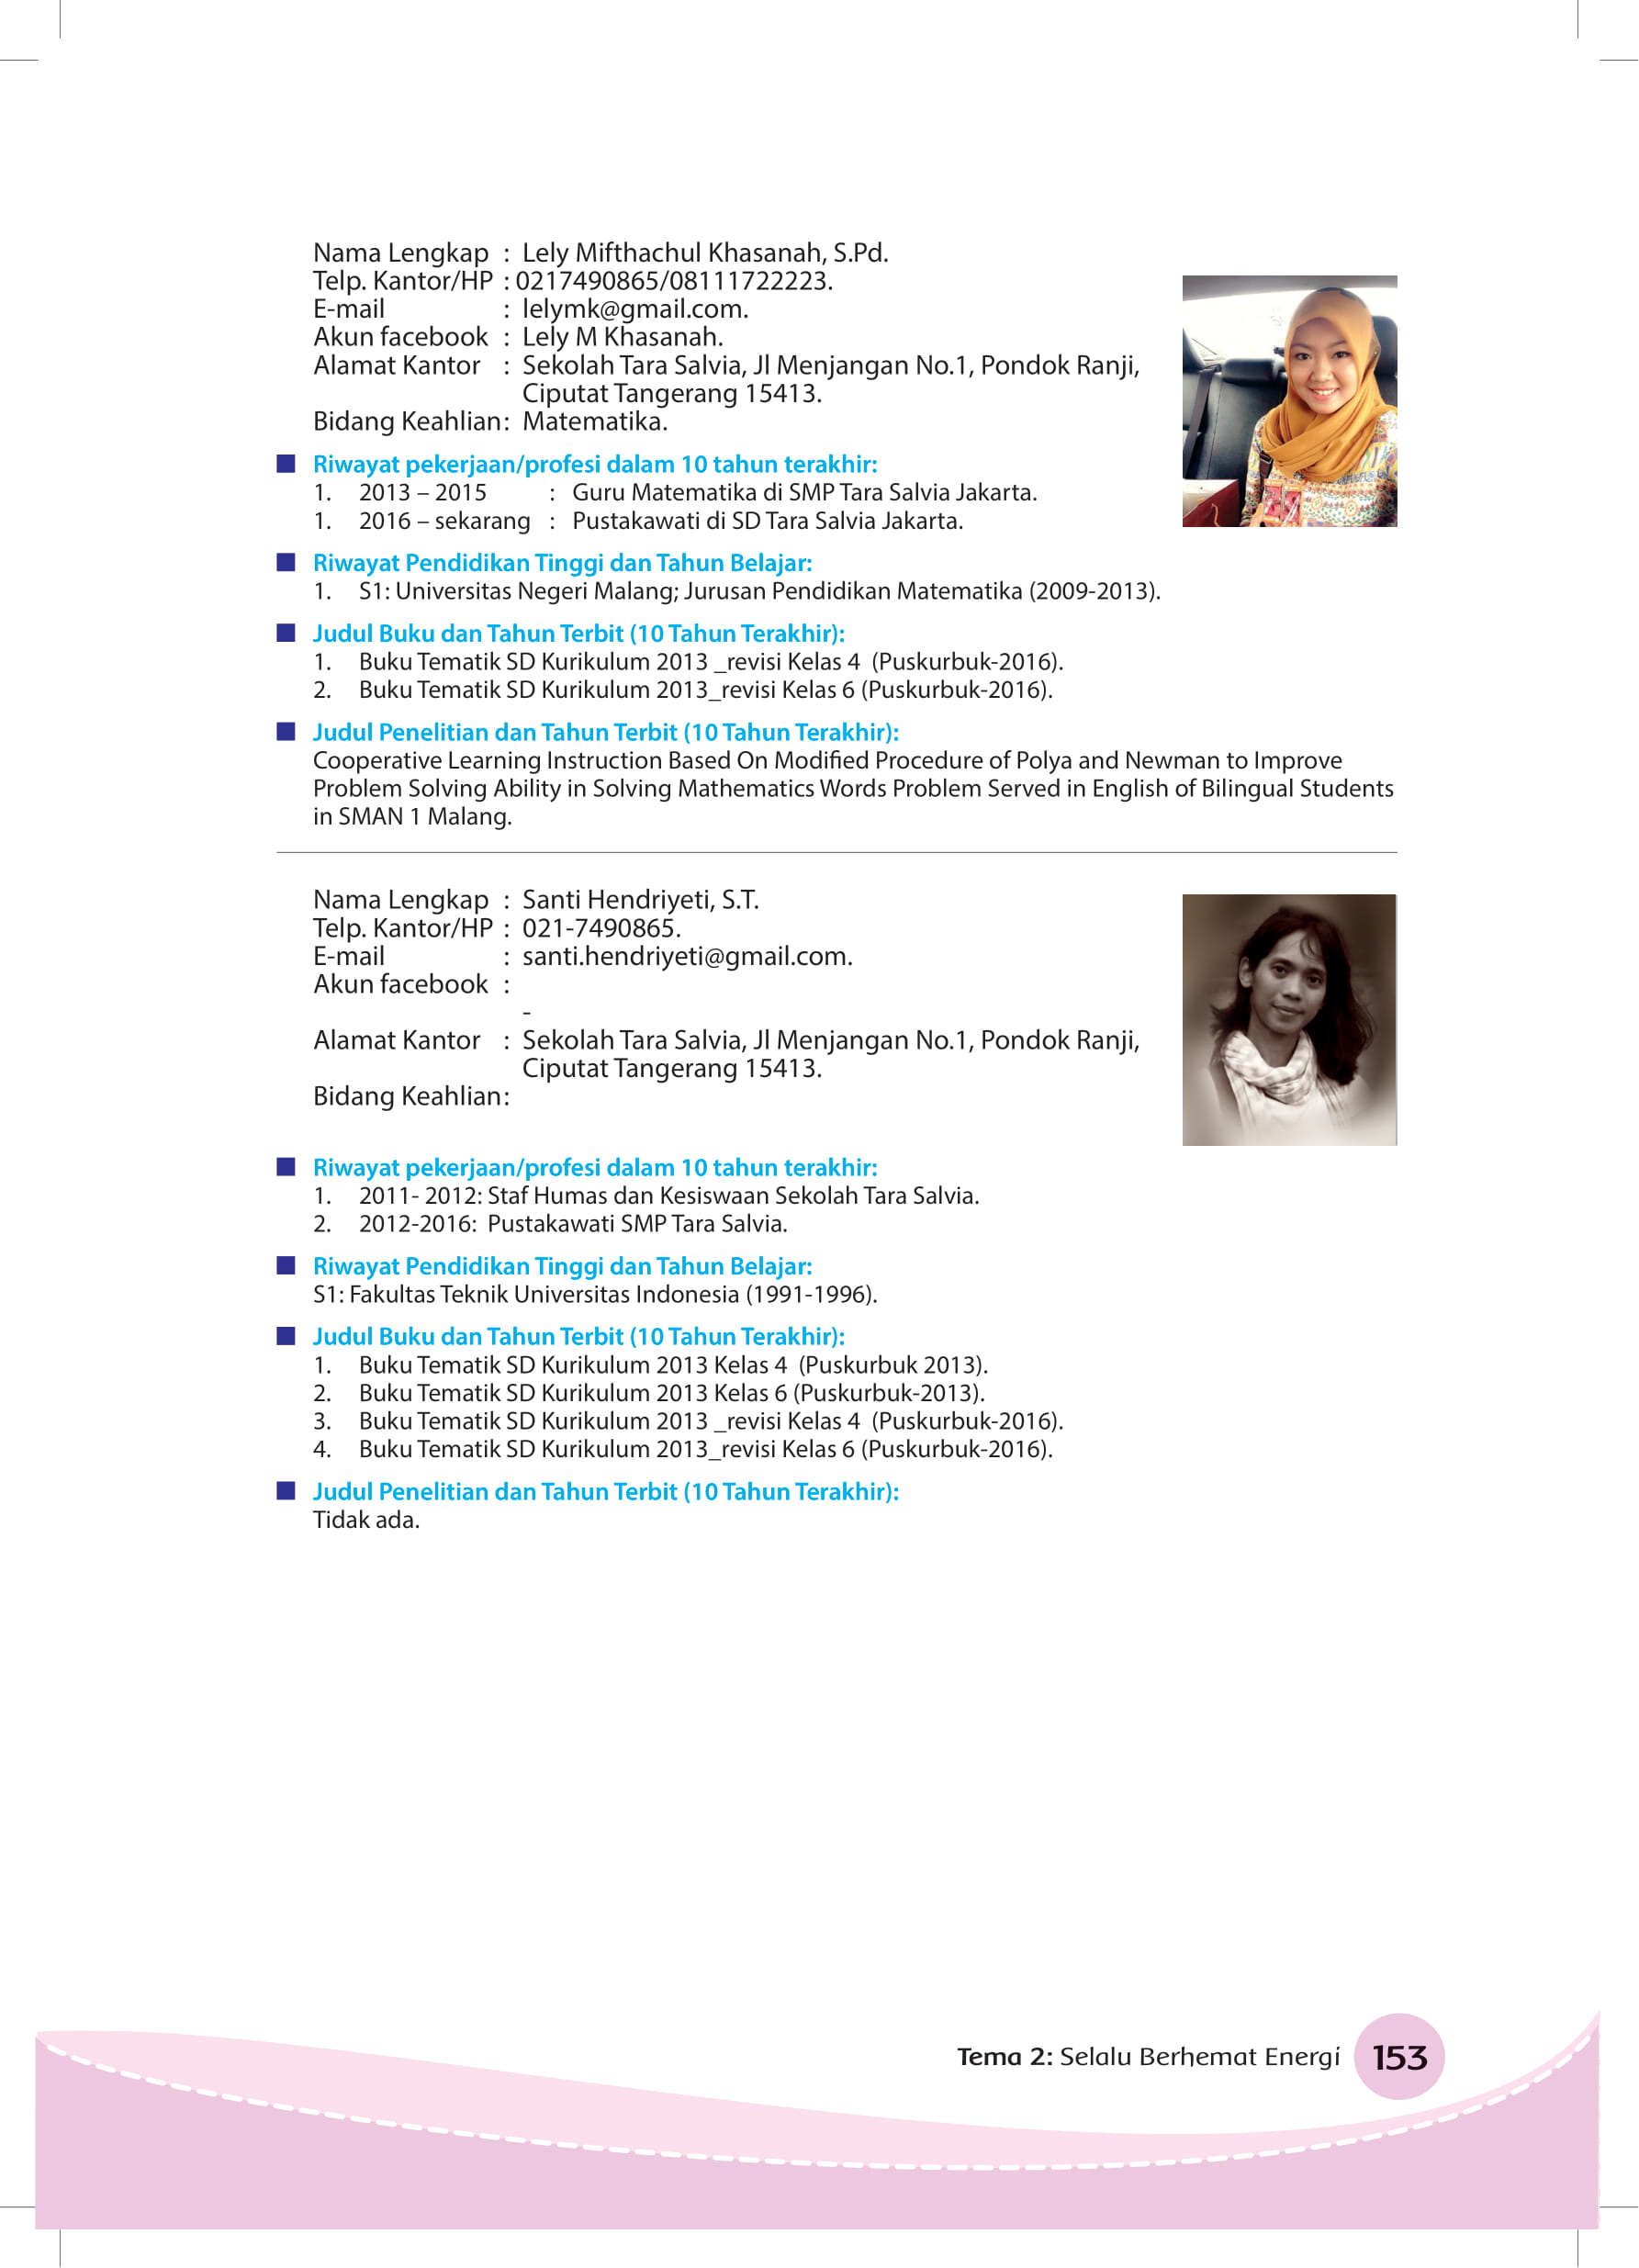 Nama Lengkap : Lely Mifthachul Khasanah, S.Pd.
Telp. Kantor/HP : 0217490865/08111722223.
E-mail : lelymk@gmail.com.
Akun facebook : Lely M Khasanah.
Alamat Kantor : Sekolah Tara Salvia, Jl Menjangan No.1, Pondok Ranji,
Ciputat Tangerang 15413.
Bidang Keahlian: Matematika.
Riwayat pekerjaan/profesi dalam 10 tahun terakhir:
1. 2013 – 2015 : Guru Matematika di SMP Tara Salvia Jakarta.
1. 2016 – sekarang : Pustakawati di SD Tara Salvia Jakarta.
Riwayat Pendidikan Tinggi dan Tahun Belajar:
1. S1: Universitas Negeri Malang; Jurusan Pendidikan Matematika (2009-2013).
Judul Buku dan Tahun Terbit (10 Tahun Terakhir):
1. Buku Tematik SD Kurikulum 2013 _revisi Kelas 4 (Puskurbuk-2016).
2. Buku Tematik SD Kurikulum 2013_revisi Kelas 6 (Puskurbuk-2016).
Judul Penelitian dan Tahun Terbit (10 Tahun Terakhir):
Cooperative Learning Instruction Based On Modified Procedure of Polya and Newman to Improve
Problem Solving Ability in Solving Mathematics Words Problem Served in English of Bilingual Students
in SMAN 1 Malang.
Nama Lengkap : Santi Hendriyeti, S.T.
Telp. Kantor/HP : 021-7490865.
E-mail : santi.hendriyeti@gmail.com.
Akun facebook :
-
Alamat Kantor : Sekolah Tara Salvia, Jl Menjangan No.1, Pondok Ranji,
Ciputat Tangerang 15413.
Bidang Keahlian:
Riwayat pekerjaan/profesi dalam 10 tahun terakhir:
1. 2011- 2012: Staf Humas dan Kesiswaan Sekolah Tara Salvia.
2. 2012-2016: Pustakawati SMP Tara Salvia.
Riwayat Pendidikan Tinggi dan Tahun Belajar:
S1: Fakultas Teknik Universitas Indonesia (1991-1996).
Judul Buku dan Tahun Terbit (10 Tahun Terakhir):
1. Buku Tematik SD Kurikulum 2013 Kelas 4 (Puskurbuk 2013).
2. Buku Tematik SD Kurikulum 2013 Kelas 6 (Puskurbuk-2013).
3. Buku Tematik SD Kurikulum 2013 _revisi Kelas 4 (Puskurbuk-2016).
4. Buku Tematik SD Kurikulum 2013_revisi Kelas 6 (Puskurbuk-2016).
Judul Penelitian dan Tahun Terbit (10 Tahun Terakhir):
Tidak ada.
Tema 2: Selalu Berhemat Energi 153